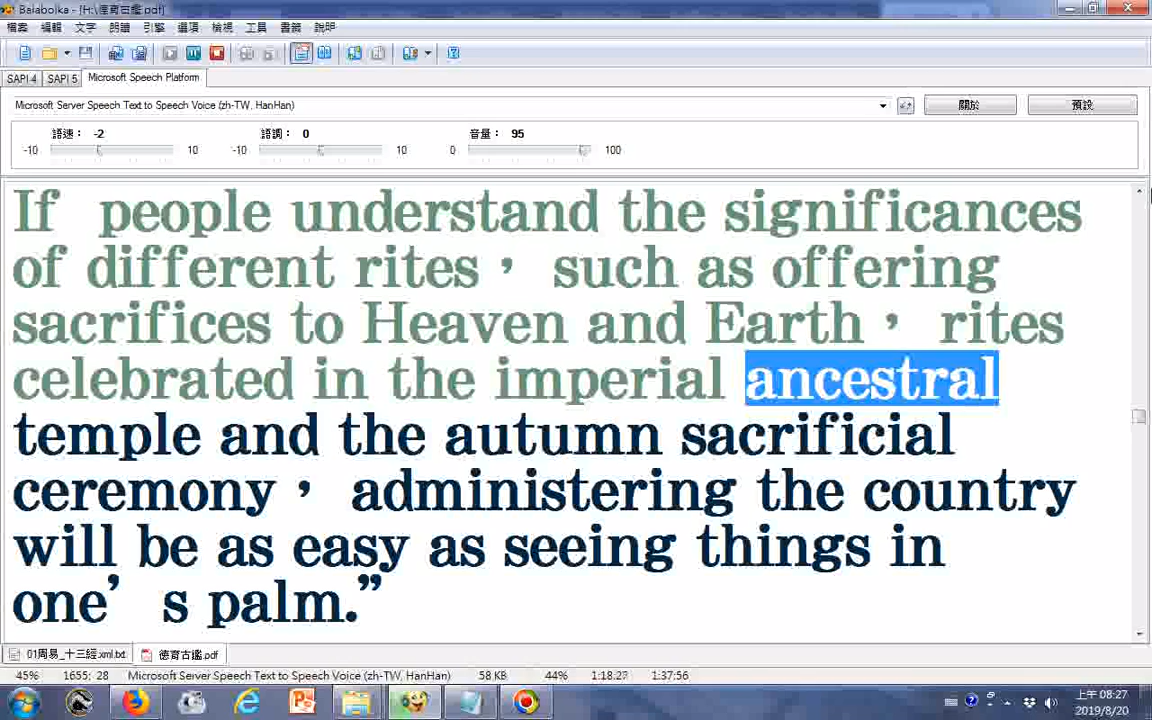 Balabolka - [H:\德育古鑑.pdf]
檔案 編輯 文字 朗讀 引擎 選項 檢視 工具 書籤 說明
SAPI 4 SAPI 5 Microsoft Speech Platform
Microsoft Server Speech Text to Speech Voice (zh-TW, HanHan) 關於 預設
語速： -2 語調： 0 音量： 95
-10 10 -10 10 0 100
If people understand the significances
of different rites， such as offering
sacrifices to Heaven and Earth， rites
celebrated in the imperial ancestral
temple and the autumn sacrificial
ceremony， administering the country
will be as easy as seeing things in
one’s palm.”
01周易_十三經.xml.txt 德育古鑑.pdf
45% 1655: 28 Microsoft Server Speech Text to Speech Voice (zh-TW, HanHan) 58 KB 44% 1:18:23 1:37:56
上午 08:27
2019/8/20